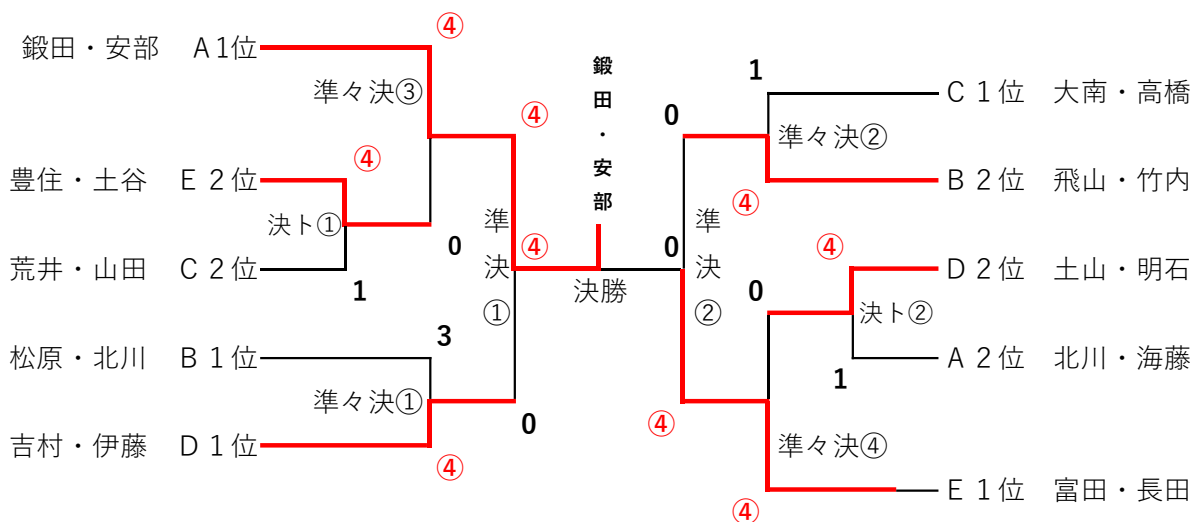 ④
鍛田・安部 A1位
準々決③
④
豊住・土谷 E２位
④
決ト①
荒井・山田 C２位
1
0
松原・北川 B１位
3
準々決①
吉村・伊藤 D１位
④
準決①
0
④
鍛田・安部
決勝
0
0
準決②
④
1
C１位 大南・高橋
準々決②
B２位 飛山・竹内
④
④
D２位 土山・明石
0
決ト②
A２位 北川・海藤
1
準々決④
E１位 富田・長田
④